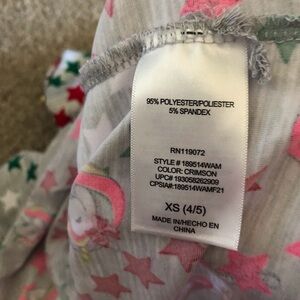 95% POLYESTER/POLIESTER
5% SPANDEX
RN119072
STYLE # 189514WAM
COLOR: CRIMSON
UPC# 193058262909
CPSIA#:189514WAMF21
XS (4/5)
MADE IN/HECHO EN
CHINA